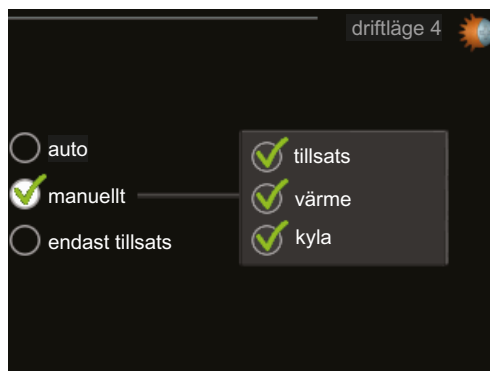 driftläge 4
auto
manuellt
endast tillsats
tillsats
värme
kyla